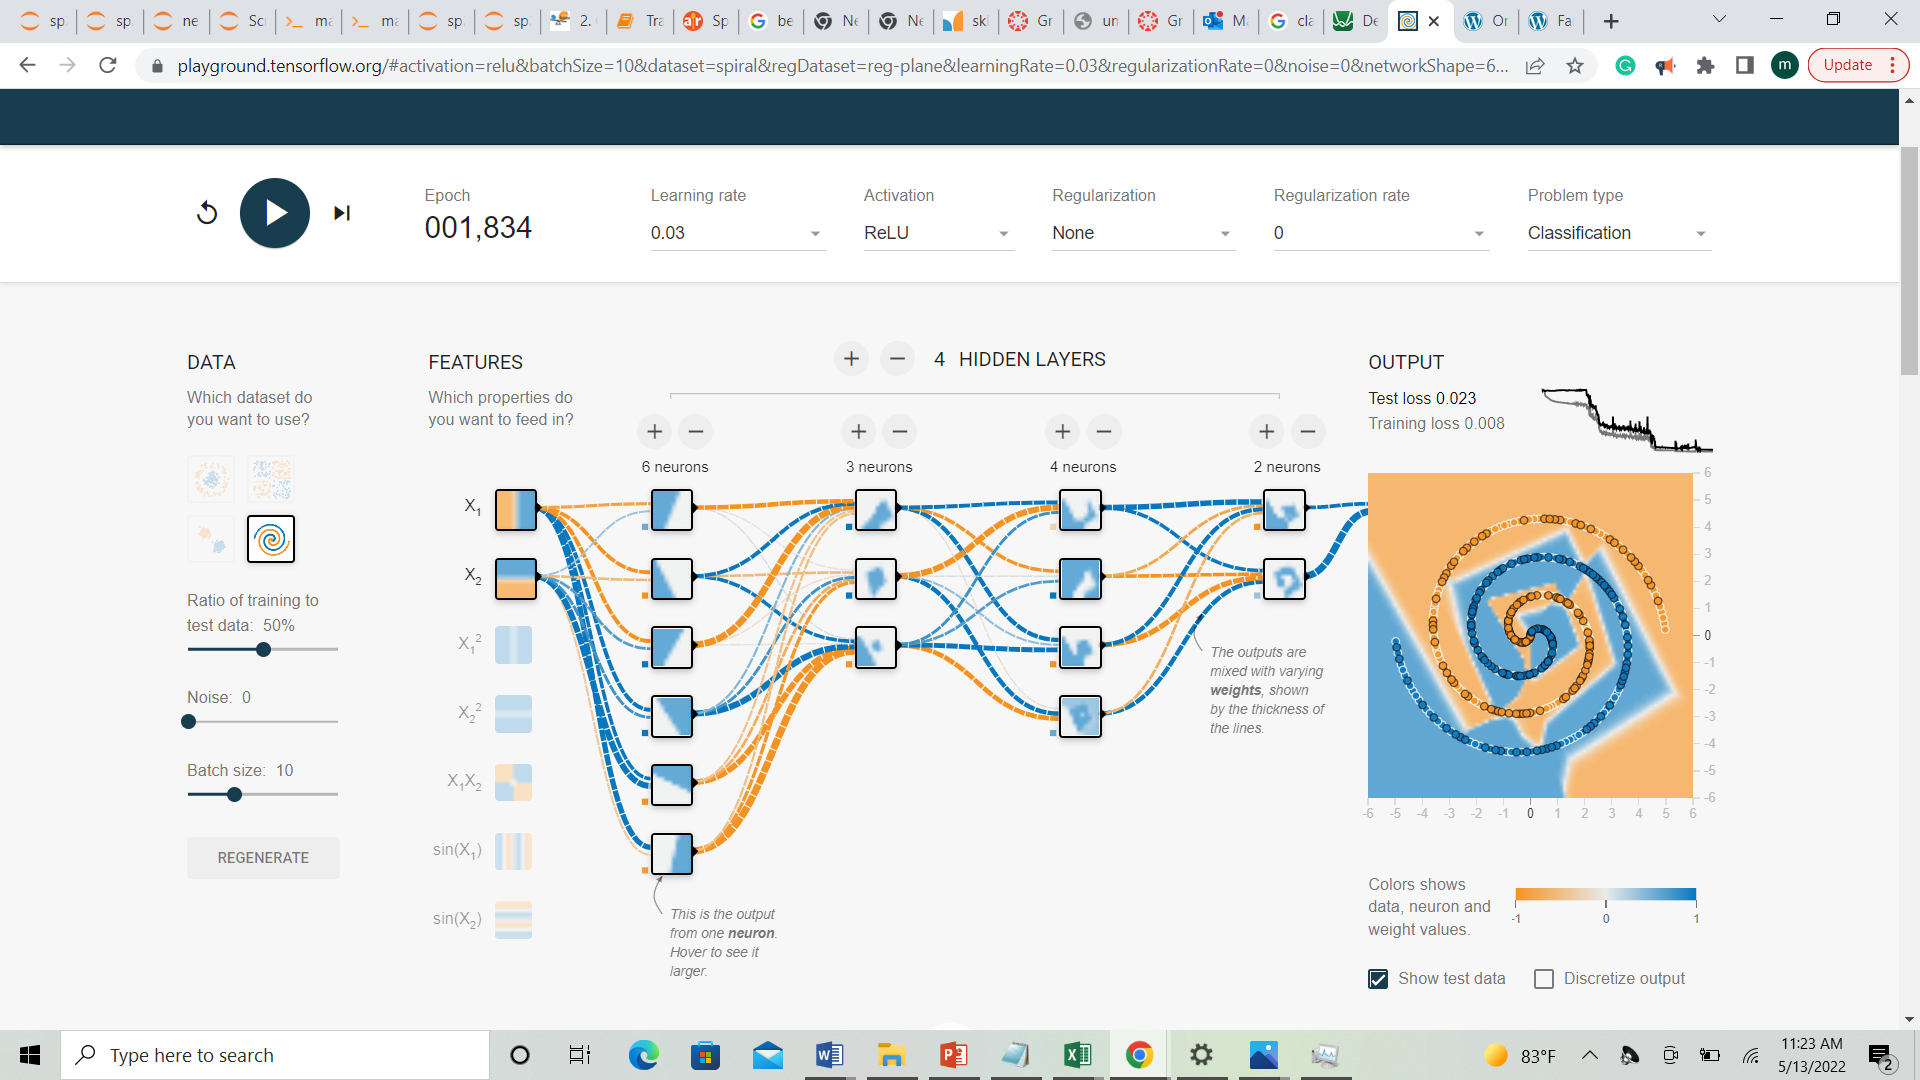 sp
sp
ne
Sc
ma
ma
sp
sp
2.
Tra
Sp
be
Ne
Ne
sk
Gr
un
Gr
M
cla
De
Or
Fa
playground.tensorflow.org/#activation=relu&batchSize=10&dataset=spiral&regDataset=reg-plane&learningRate=0.03&regularizationRate=0&noise=0&networkShape=6...
m
Update
Epoch
001,834
Learning rate
0.03
Activation
ReLU
Regularization
None
Regularization rate
0
Problem type
Classification
DATA
Which dataset do
you want to use?
Ratio of training to
test data: 50%
Noise: 0
Batch size: 10
REGENERATE
FEATURES
Which properties do
you want to feed in?
X1
X2
X1²
X2²
X1X2
sin(X1)
sin(X2)
+ − 4 HIDDEN LAYERS
+ −
6 neurons
+ −
3 neurons
+ −
4 neurons
+ −
2 neurons
This is the output
from one neuron.
Hover to see it
larger.
The outputs are
mixed with varying
weights, shown
by the thickness of
the lines.
OUTPUT
Test loss 0.023
Training loss 0.008
6
5
4
3
2
1
0
-1
-2
-3
-4
-5
-6
-6 -5 -4 -3 -2 -1 0 1 2 3 4 5 6
Colors shows
data, neuron and
weight values.
-1 0 1
Show test data
Discretize output
Type here to search
83°F
11:23 AM
5/13/2022
2